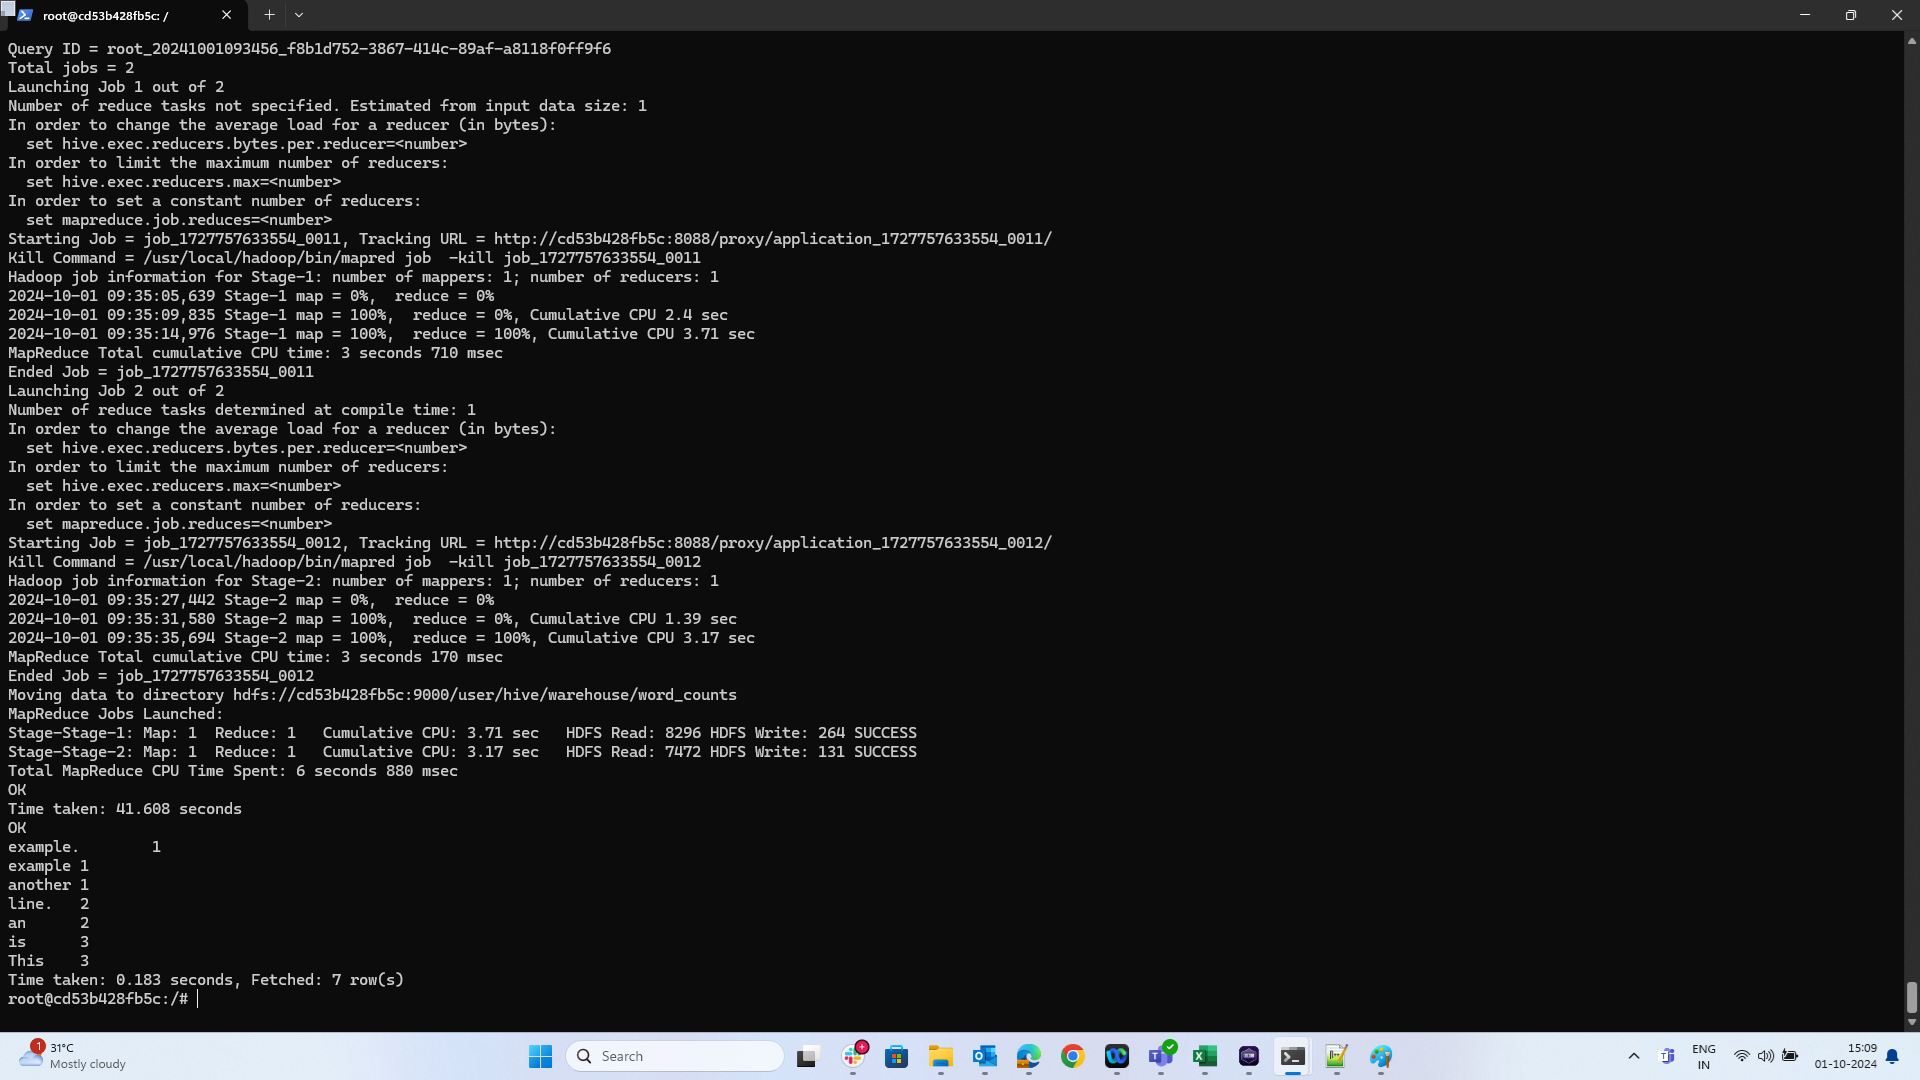 root@cd53b428fb5c: /
Query ID = root_20241001093456_f8b1d752-3867-414c-89af-a8118f0ff9f6
Total jobs = 2
Launching Job 1 out of 2
Number of reduce tasks not specified. Estimated from input data size: 1
In order to change the average load for a reducer (in bytes):
  set hive.exec.reducers.bytes.per.reducer=<number>
In order to limit the maximum number of reducers:
  set hive.exec.reducers.max=<number>
In order to set a constant number of reducers:
  set mapreduce.job.reduces=<number>
Starting Job = job_1727757633554_0011, Tracking URL = http://cd53b428fb5c:8088/proxy/application_1727757633554_0011/
Kill Command = /usr/local/hadoop/bin/mapred job  -kill job_1727757633554_0011
Hadoop job information for Stage-1: number of mappers: 1; number of reducers: 1
2024-10-01 09:35:05,639 Stage-1 map = 0%,  reduce = 0%
2024-10-01 09:35:09,835 Stage-1 map = 100%,  reduce = 0%, Cumulative CPU 2.4 sec
2024-10-01 09:35:14,976 Stage-1 map = 100%,  reduce = 100%, Cumulative CPU 3.71 sec
MapReduce Total cumulative CPU time: 3 seconds 710 msec
Ended Job = job_1727757633554_0011
Launching Job 2 out of 2
Number of reduce tasks determined at compile time: 1
In order to change the average load for a reducer (in bytes):
  set hive.exec.reducers.bytes.per.reducer=<number>
In order to limit the maximum number of reducers:
  set hive.exec.reducers.max=<number>
In order to set a constant number of reducers:
  set mapreduce.job.reduces=<number>
Starting Job = job_1727757633554_0012, Tracking URL = http://cd53b428fb5c:8088/proxy/application_1727757633554_0012/
Kill Command = /usr/local/hadoop/bin/mapred job  -kill job_1727757633554_0012
Hadoop job information for Stage-2: number of mappers: 1; number of reducers: 1
2024-10-01 09:35:27,442 Stage-2 map = 0%,  reduce = 0%
2024-10-01 09:35:31,580 Stage-2 map = 100%,  reduce = 0%, Cumulative CPU 1.39 sec
2024-10-01 09:35:35,694 Stage-2 map = 100%,  reduce = 100%, Cumulative CPU 3.17 sec
MapReduce Total cumulative CPU time: 3 seconds 170 msec
Ended Job = job_1727757633554_0012
Moving data to directory hdfs://cd53b428fb5c:9000/user/hive/warehouse/word_counts
MapReduce Jobs Launched:
Stage-Stage-1: Map: 1  Reduce: 1   Cumulative CPU: 3.71 sec   HDFS Read: 8296 HDFS Write: 264 SUCCESS
Stage-Stage-2: Map: 1  Reduce: 1   Cumulative CPU: 3.17 sec   HDFS Read: 7472 HDFS Write: 131 SUCCESS
Total MapReduce CPU Time Spent: 6 seconds 880 msec
OK
Time taken: 41.608 seconds
OK
example.        1
example 1
another 1
line.   2
an      2
is      3
This    3
Time taken: 0.183 seconds, Fetched: 7 row(s)
root@cd53b428fb5c:/#
1
31°C
Mostly cloudy
Search
ENG
IN
15:09
01-10-2024